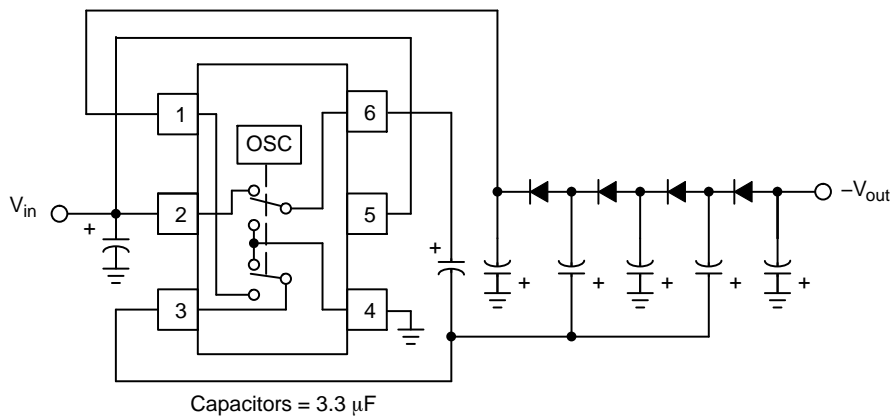 1
6
OSC
V_in
2
5
−V_out
+
+
+ + + + +
3
4
Capacitors = 3.3 μF